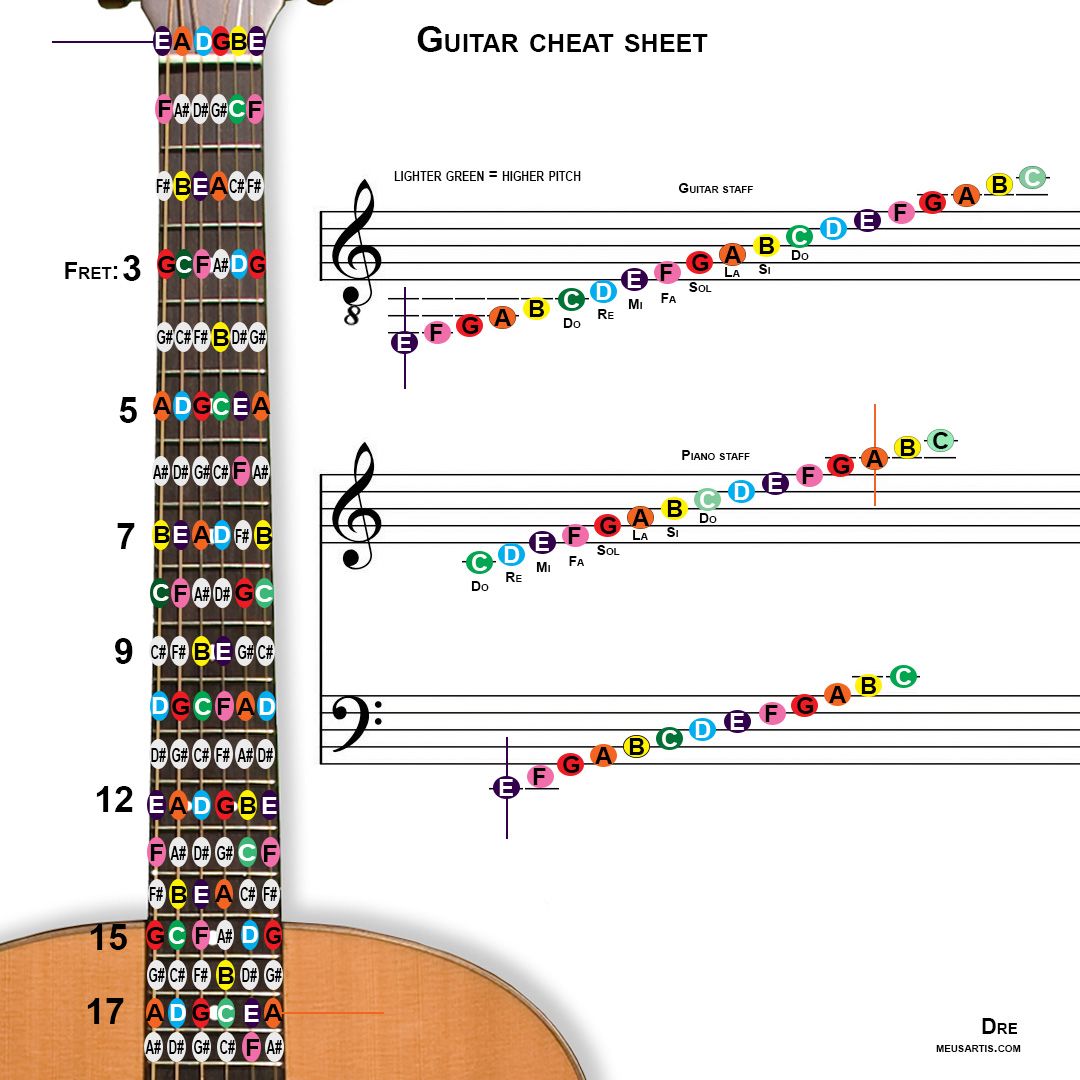 GUITAR CHEAT SHEET
E A D G B E
F A# D# G# C F
F# B E A C# F#
FRET: 3 G C F A# D G
G# C# F# B D# G#
5 A D G C E A
A# D# G# C# F A#
7 B E A D F# B
C F A# D# G C
9 C# F# B E G# C#
D G C F A D
D# G# C# F# A# D#
12 E A D G B E
F A# D# G# C F
F# B E A C# F#
15 G C F A# D G
G# C# F# B D# G#
17 A D G C E A
A# D# G# C# F A#
LIGHTER GREEN = HIGHER PITCH
GUITAR STAFF
8
E F G A B C D E F G A B C D E F G A B C
DO RE MI FA SOL LA SI DO
PIANO STAFF
C D E F G A B C D E F G A B C
DO RE MI FA SOL LA SI DO
E F G A B C D E F G A B C
DRE
MEUSARTIS.COM